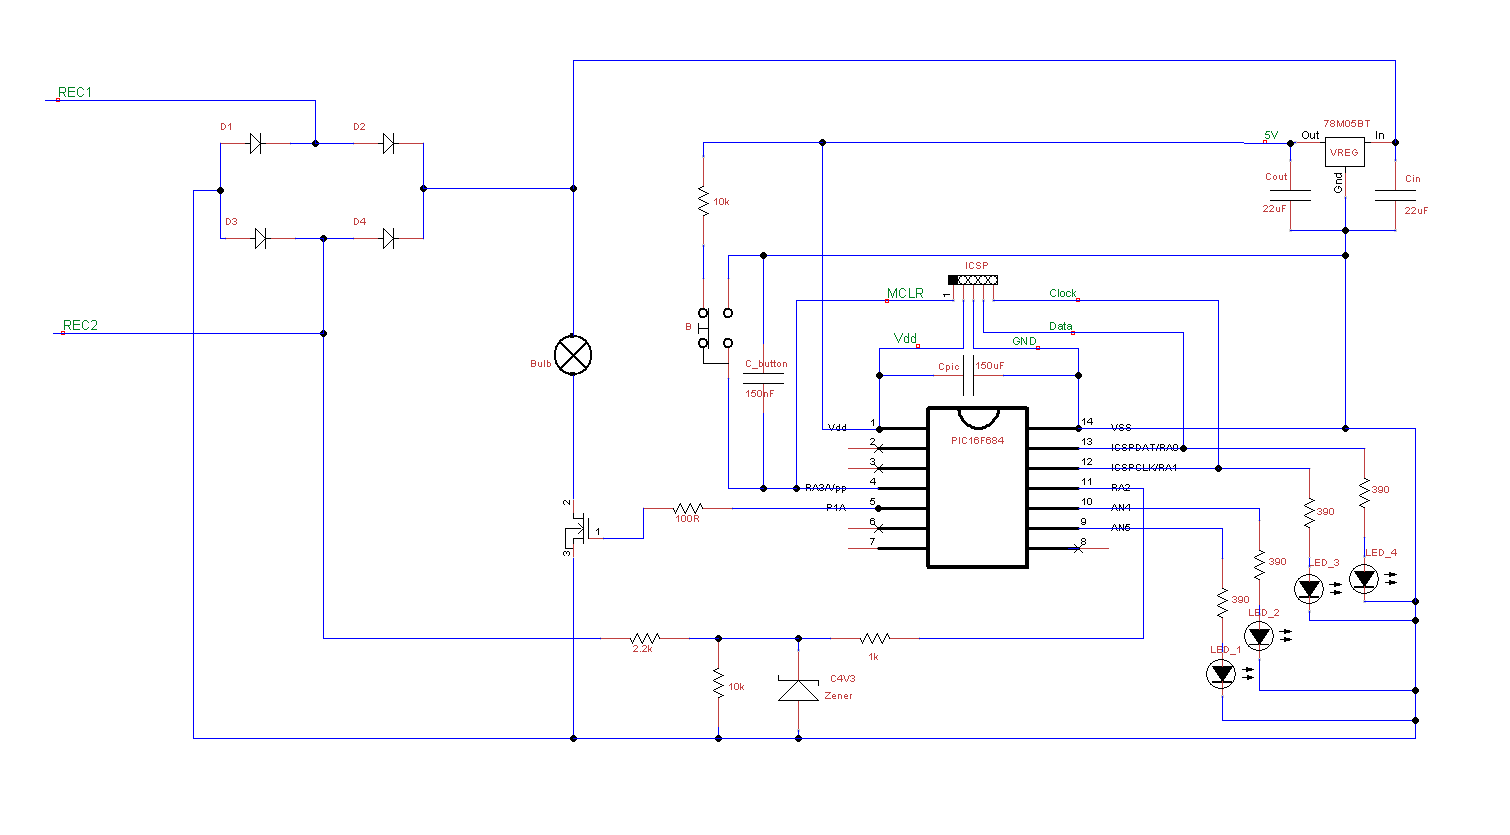 REC1
D1
D2
D3
D4
REC2
78M05BT
5V
Out
In
VREG
Gnd
Cout
22uF
Cin
22uF
10k
ICSP
1
MCLR
Clock
Data
Vdd
GND
B
C_button
150nF
Cpic
150uF
Bulb
PIC16F684
Vdd
1
2
3
RA3/Vpp
4
P1A
5
6
7
14
VSS
13
ICSPDAT/RA0
12
ICSPCLK/RA1
11
RA2
10
AN4
9
AN5
8
2
1
3
100R
390
390
390
390
LED_4
LED_3
LED_2
LED_1
2.2k
1k
10k
C4V3
Zener